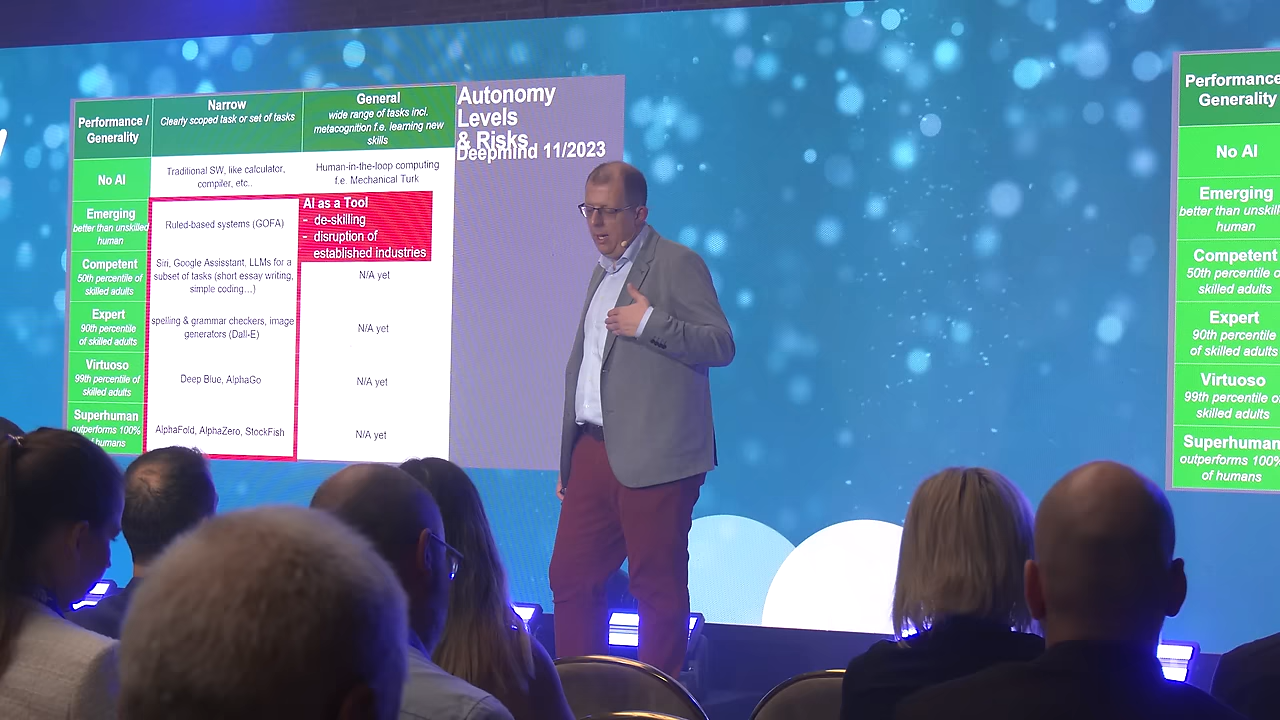 Performance /
Generality
Narrow
Clearly scoped task or set of tasks
General
wide range of tasks incl.
metacognition f.e. learning new
skills
Autonomy
Levels
& Risks
Deepmind 11/2023
No AI
Traditional SW, like calculator,
compiler, etc..
Human-in-the-loop computing
f.e. Mechanical Turk
Emerging
better than unskilled
human
Ruled-based systems (GOFA)
AI as a Tool
- de-skilling
- disruption of
established industries
Competent
50th percentile of
skilled adults
Siri, Google Assisstant, LLMs for a
subset of tasks (short essay writing,
simple coding…)
N/A yet
Expert
90th percentile
of skilled adults
spelling & grammar checkers, image
generators (Dall-E)
N/A yet
Virtuoso
99th percentile of
skilled adults
Deep Blue, AlphaGo
N/A yet
Superhuman
outperforms 100%
of humans
AlphaFold, AlphaZero, StockFish
N/A yet
Performance
Generality
No AI
Emerging
better than unskill
human
Competent
50th percentile o
skilled adults
Expert
90th percentile
of skilled adults
Virtuoso
99th percentile of
skilled adults
Superhuman
outperforms 100%
of humans